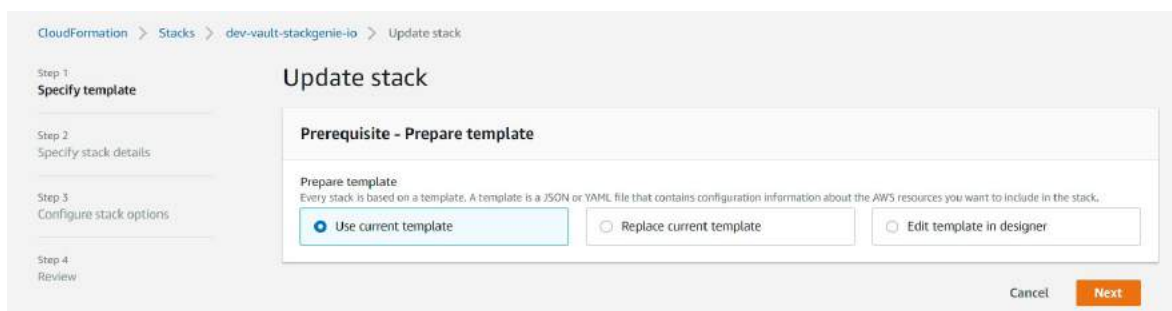 CloudFormation > Stacks > dev-vault-stackgenie-io > Update stack
Step 1
Specify template
Step 2
Specify stack details
Step 3
Configure stack options
Step 4
Review
Update stack
Prerequisite - Prepare template
Prepare template
Every stack is based on a template. A template is a JSON or YAML file that contains configuration information about the AWS resources you want to include in the stack.
Use current template
Replace current template
Edit template in designer
Cancel
Next